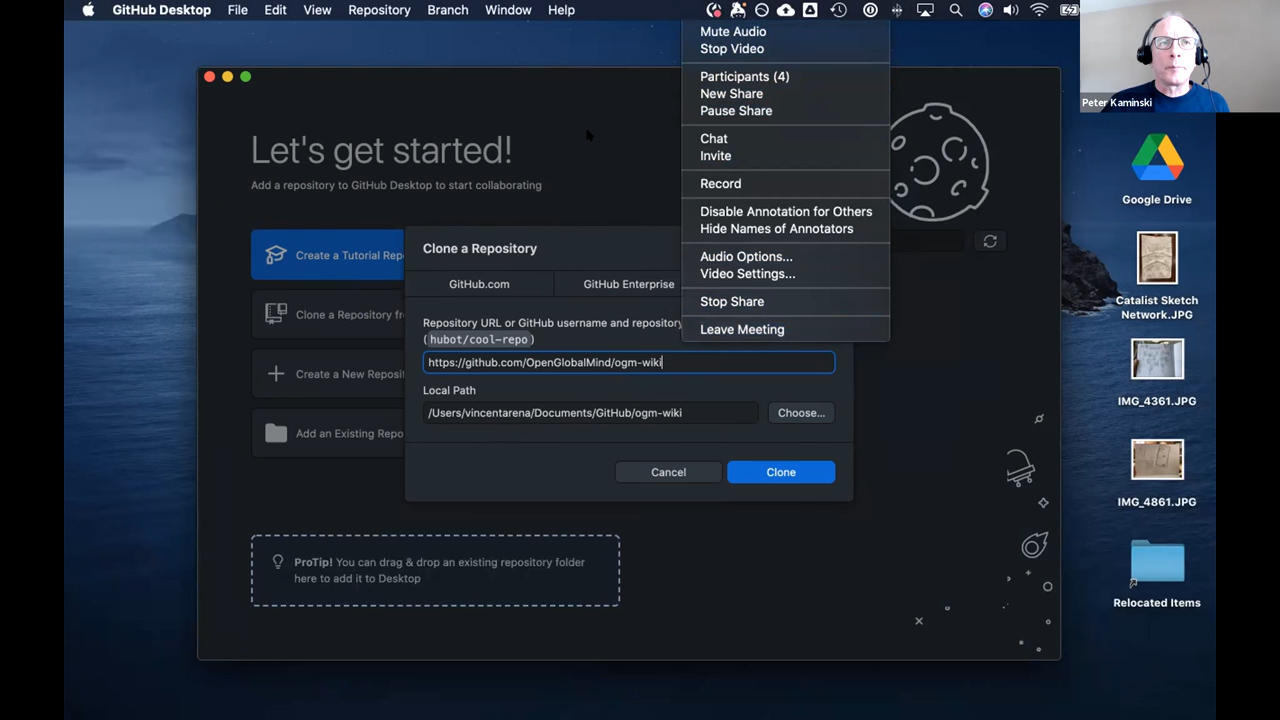 GitHub Desktop File Edit View Repository Branch Window Help
Mute Audio
Stop Video
Participants (4)
New Share
Pause Share
Chat
Invite
Record
Disable Annotation for Others
Hide Names of Annotators
Audio Options...
Video Settings...
Stop Share
Leave Meeting
Peter Kaminski
Let's get started!
Add a repository to GitHub Desktop to start collaborating
Create a Tutorial Rep
Clone a Repository f
Create a New Reposi
Add an Existing Repo
Clone a Repository
GitHub.com GitHub Enterprise
Repository URL or GitHub username and repository
(hubot/cool-repo)
https://github.com/OpenGlobalMind/ogm-wiki
Local Path
/Users/vincentarena/Documents/GitHub/ogm-wiki Choose...
Cancel Clone
ProTip! You can drag & drop an existing repository folder
here to add it to Desktop
Google Drive
Catalist Sketch
Network.JPG
IMG_4361.JPG
IMG_4861.JPG
Relocated Items